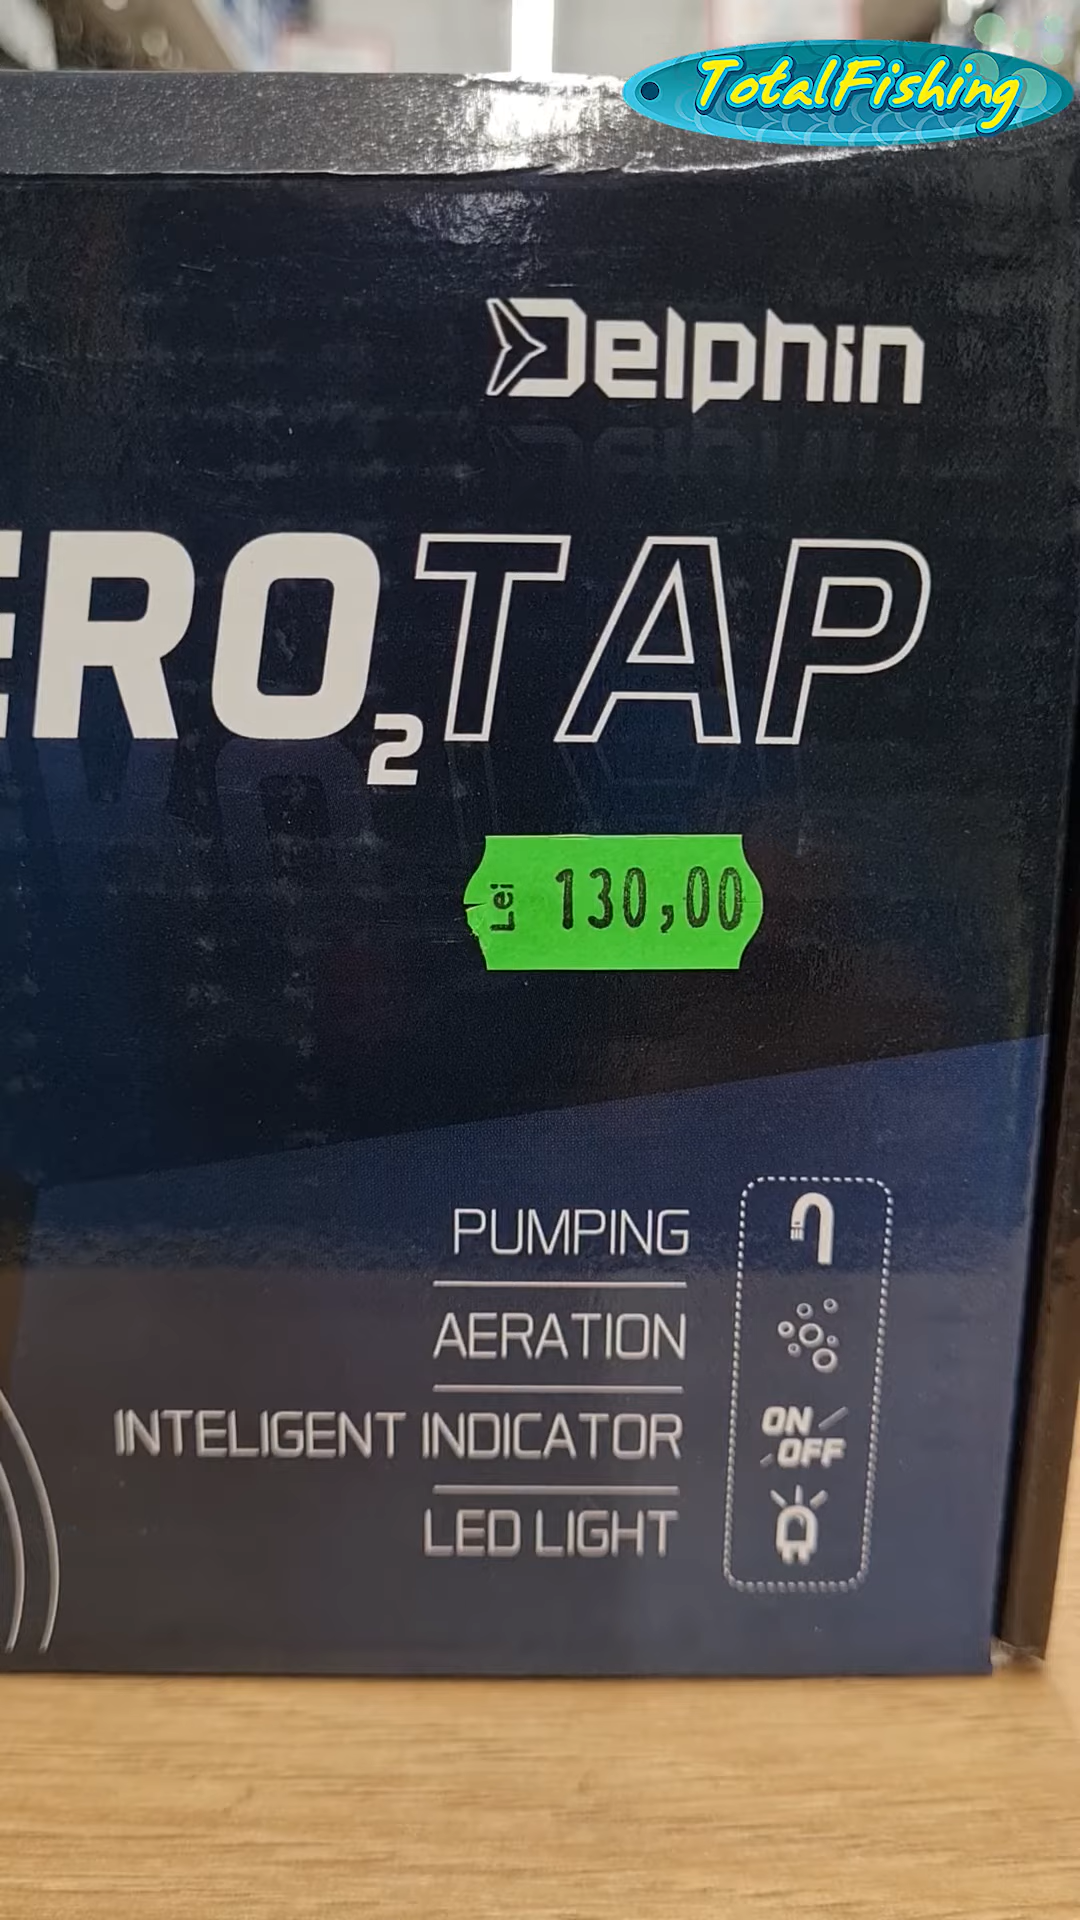 TotalFishing
Delphin
ERO2TAP
Lei 130,00
PUMPING
AERATION
INTELIGENT INDICATOR
ON
OFF
LED LIGHT